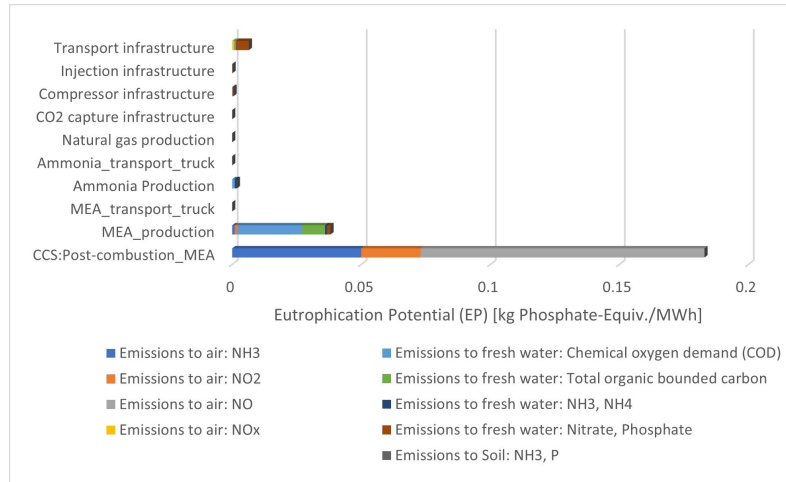 Transport infrastructure
Injection infrastructure
Compressor infrastructure
CO2 capture infrastructure
Natural gas production
Ammonia_transport_truck
Ammonia Production
MEA_transport_truck
MEA_production
CCS:Post-combustion_MEA
0 0.05 0.1 0.15 0.2
Eutrophication Potential (EP) [kg Phosphate-Equiv./MWh]
Emissions to air: NH3
Emissions to air: NO2
Emissions to air: NO
Emissions to air: NOx
Emissions to fresh water: Chemical oxygen demand (COD)
Emissions to fresh water: Total organic bounded carbon
Emissions to fresh water: NH3, NH4
Emissions to fresh water: Nitrate, Phosphate
Emissions to Soil: NH3, P